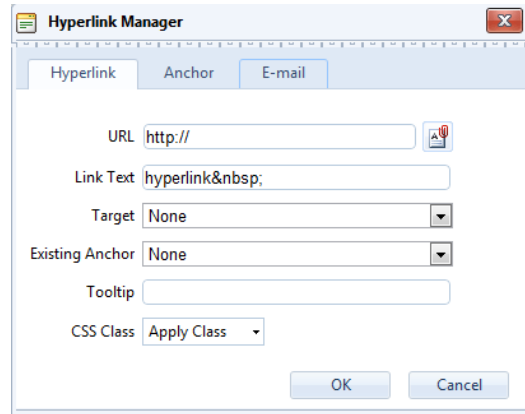 Hyperlink Manager
Hyperlink Anchor E-mail
URL http://
Link Text hyperlink&nbsp;
Target None
Existing Anchor None
Tooltip
CSS Class Apply Class
OK Cancel